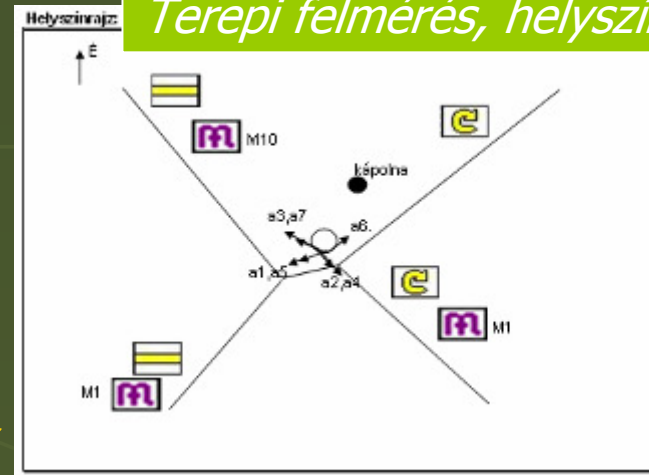 Terepi felmérés, helyszí
Helyszínrajz:
É
M10
kápolna
a3,a7
a6.
a1,a5
a2,a4
M1
M1